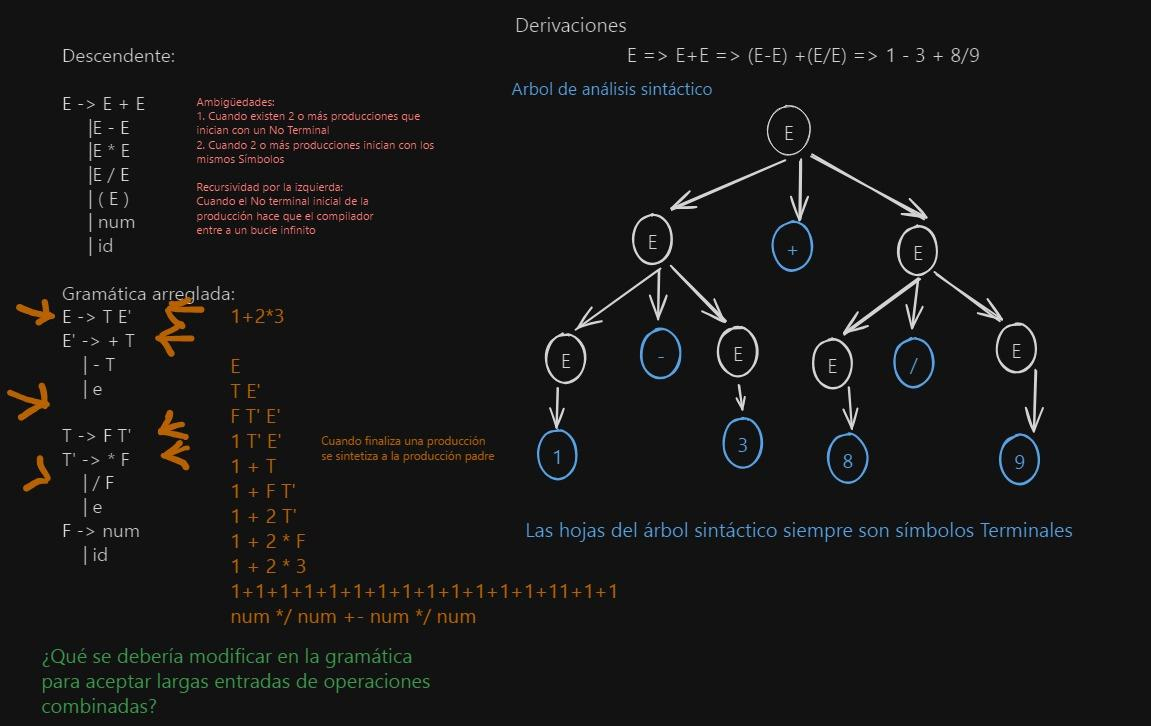 Derivaciones
E => E+E => (E-E) +(E/E) => 1 - 3 + 8/9
Descendente:
E -> E + E
|E - E
|E * E
|E / E
| ( E )
| num
| id
Ambigüedades:
1. Cuando existen 2 o más producciones que
inician con un No Terminal
2. Cuando 2 o más producciones inician con los
mismos Símbolos
Recursividad por la izquierda:
Cuando el No terminal inicial de la
producción hace que el compilador
entre a un bucle infinito
Arbol de análisis sintáctico
E
E
+
E
E
-
E
E
/
E
1
3
8
9
Las hojas del árbol sintáctico siempre son símbolos Terminales
Gramática arreglada:
E -> T E'
E' -> + T
| - T
| e
T -> F T'
T' -> * F
| / F
| e
F -> num
| id
1+2*3
E
T E'
F T' E'
1 T' E'
1 + T
1 + F T'
1 + 2 T'
1 + 2 * F
1 + 2 * 3
1+1+1+1+1+1+1+1+1+1+1+1+1+11+1+1
num */ num +- num */ num
Cuando finaliza una producción
se sintetiza a la producción padre
¿Qué se debería modificar en la gramática
para aceptar largas entradas de operaciones
combinadas?